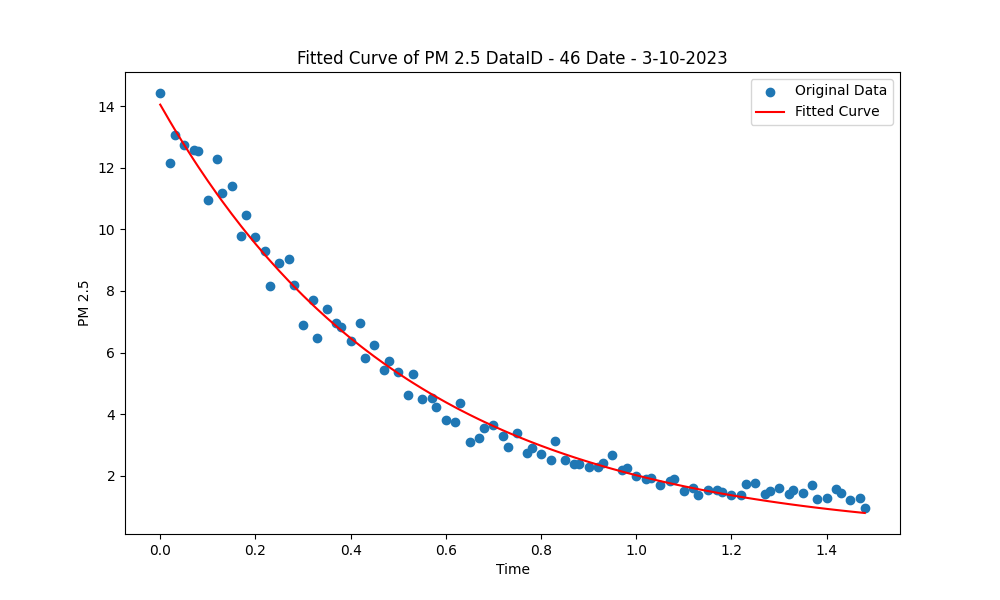 Fitted Curve of PM 2.5 DataID - 46 Date - 3-10-2023
Original Data
Fitted Curve
PM 2.5
14
12
10
8
6
4
2
0.0 0.2 0.4 0.6 0.8 1.0 1.2 1.4
Time